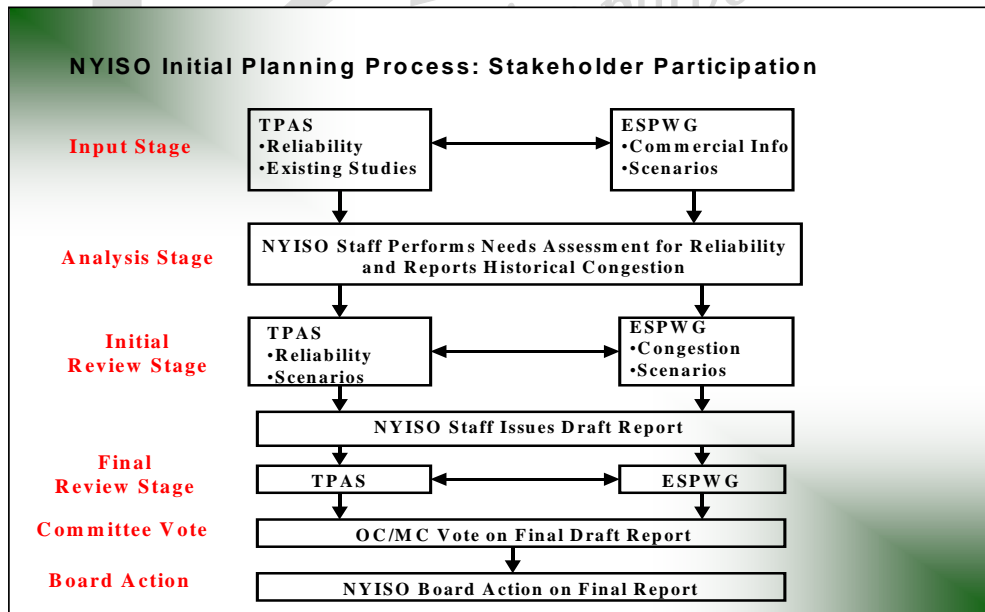 NYISO Initial Planning Process: Stakeholder Participation
Input Stage
TPAS
•Reliability
•Existing Studies
ESPWG
•Commercial Info
•Scenarios
Analysis Stage
NYISO Staff Performs Needs Assessment for Reliability
and Reports Historical Congestion
Initial
Review Stage
TPAS
•Reliability
•Scenarios
ESPWG
•Congestion
•Scenarios
NYISO Staff Issues Draft Report
Final
Review Stage
TPAS
ESPWG
Committee Vote
OC/MC Vote on Final Draft Report
Board Action
NYISO Board Action on Final Report